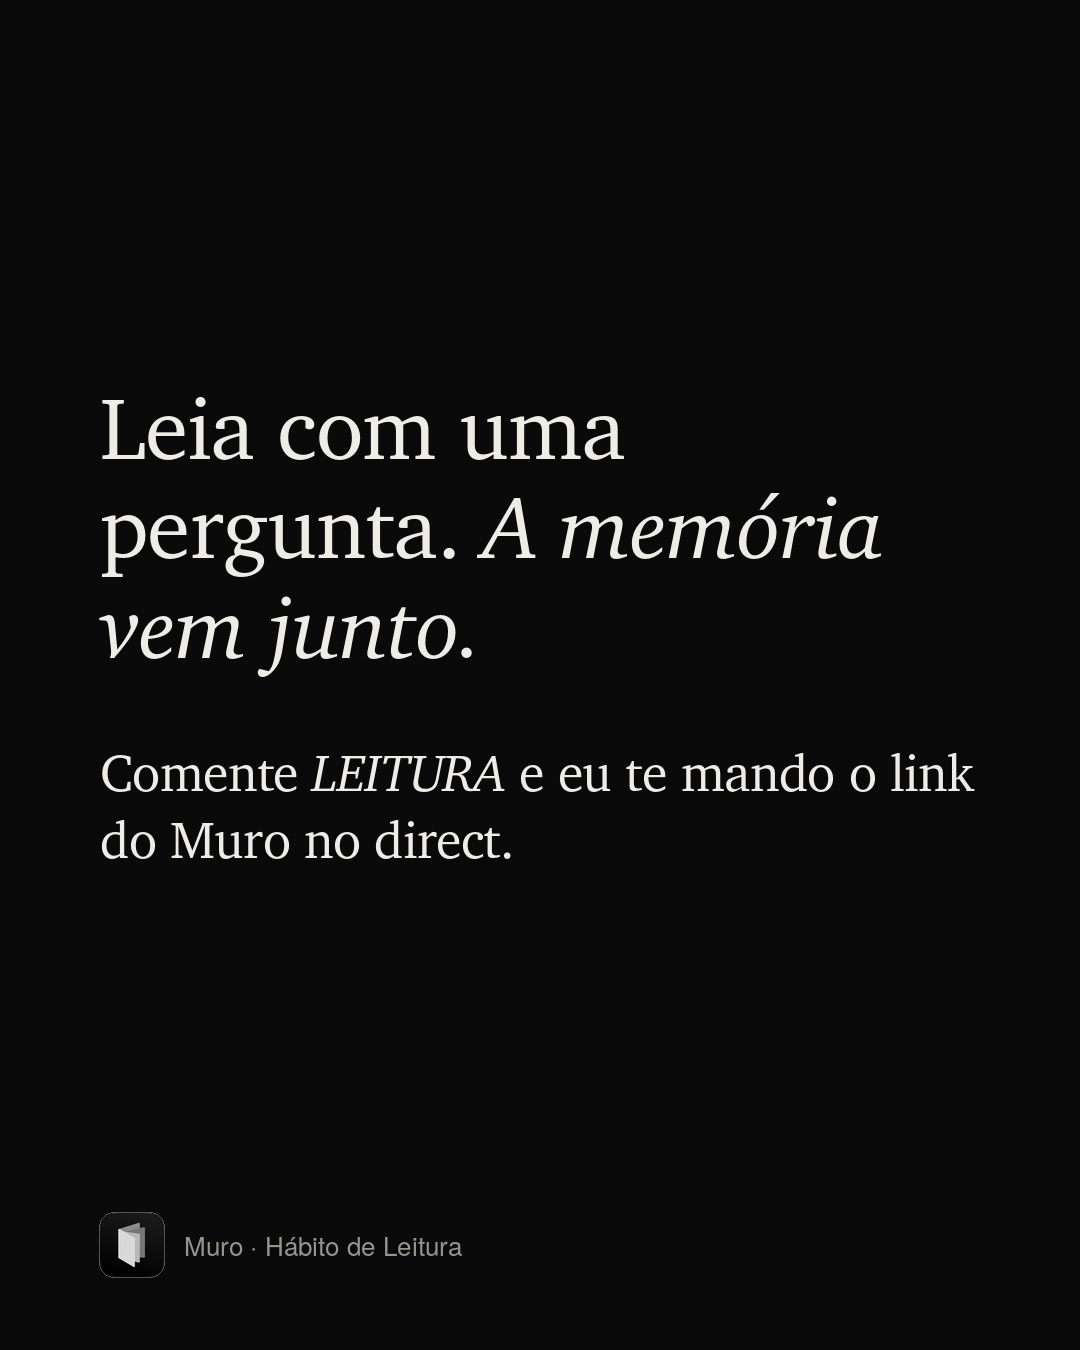 Leia com uma
pergunta. A memória
vem junto.
Comente LEITURA e eu te mando o link
do Muro no direct.
Muro · Hábito de Leitura